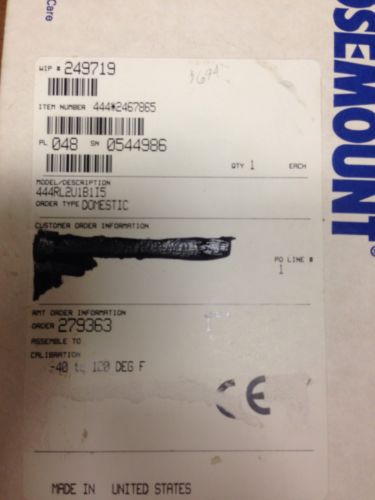 Care
ROSEMOUNT®
WIP # 249719
ITEM NUMBER 444*2467865
PL 048 SN 0544986
QTY 1 EACH
MODEL/DESCRIPTION
444RL2U1B1I5
ORDER TYPE DOMESTIC
CUSTOMER ORDER INFORMATION
PO LINE #
1
RMT ORDER INFORMATION
ORDER 279363
ASSEMBLE TO
CALIBRATION
-40 to 120 DEG F
CE
MADE IN UNITED STATES